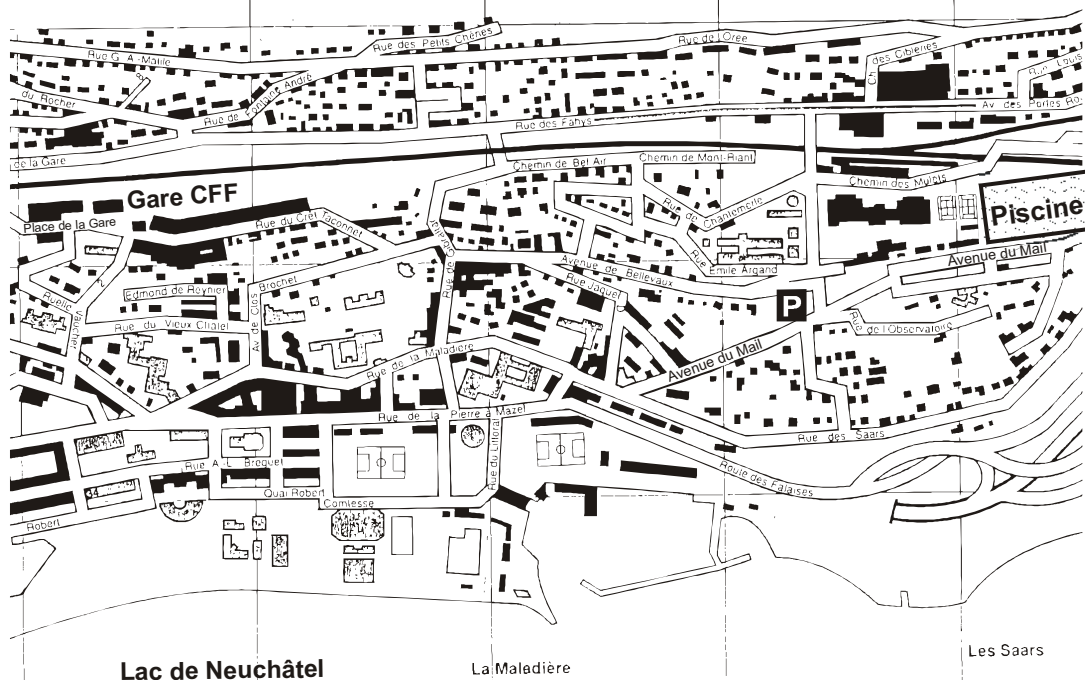 Rue des Petits Chênes
Rue de l'Orée
Rue G. A. Matile
Ch. des Cibleries
Rue Louis
du Rocher
Rue de Fontaine André
Av. des Portes Ro
Rue des Fahys
de la Gare
Chemin de Bel Air
Chemin de Mont-Riant
Chemin des Mulets
Gare CFF
Place de la Gare
Rue du Crêt Taconnet
Rue de Chantemerle
Piscine
Avenue du Mail
Rue Emile Argand
Avenue de Bellevaux
Rue Jaquet
Edmond de Reynier
Av. de Clos Brochet
Ruelle Vaucher
Rue du Vieux Châtel
P
Rue de l'Observatoire
Avenue du Mail
Rue de la Maladière
Rue de la Pierre à Mazel
Rue des Saars
Rue du Littoral
Rue A.-L. Breguet
Route des Falaises
Quai Robert
Comtesse
34
Robert
Les Saars
Lac de Neuchâtel
La Maladière